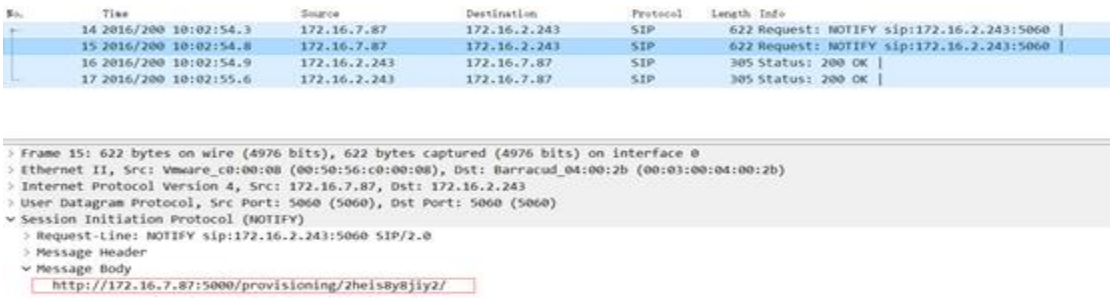 No. Time Source Destination Protocol Length Info
14 2016/200 10:02:54.3 172.16.7.87 172.16.2.243 SIP 622 Request: NOTIFY sip:172.16.2.243:5060 |
15 2016/200 10:02:54.8 172.16.7.87 172.16.2.243 SIP 622 Request: NOTIFY sip:172.16.2.243:5060 |
16 2016/200 10:02:54.9 172.16.2.243 172.16.7.87 SIP 305 Status: 200 OK |
17 2016/200 10:02:55.6 172.16.2.243 172.16.7.87 SIP 305 Status: 200 OK |
> Frame 15: 622 bytes on wire (4976 bits), 622 bytes captured (4976 bits) on interface 0
> Ethernet II, Src: Vmware_c0:00:08 (00:50:56:c0:00:08), Dst: Barracud_04:00:2b (00:03:00:04:00:2b)
> Internet Protocol Version 4, Src: 172.16.7.87, Dst: 172.16.2.243
> User Datagram Protocol, Src Port: 5060 (5060), Dst Port: 5060 (5060)
v Session Initiation Protocol (NOTIFY)
> Request-Line: NOTIFY sip:172.16.2.243:5060 SIP/2.0
> Message Header
v Message Body
http://172.16.7.87:5000/provisioning/2heis8y8jiy2/